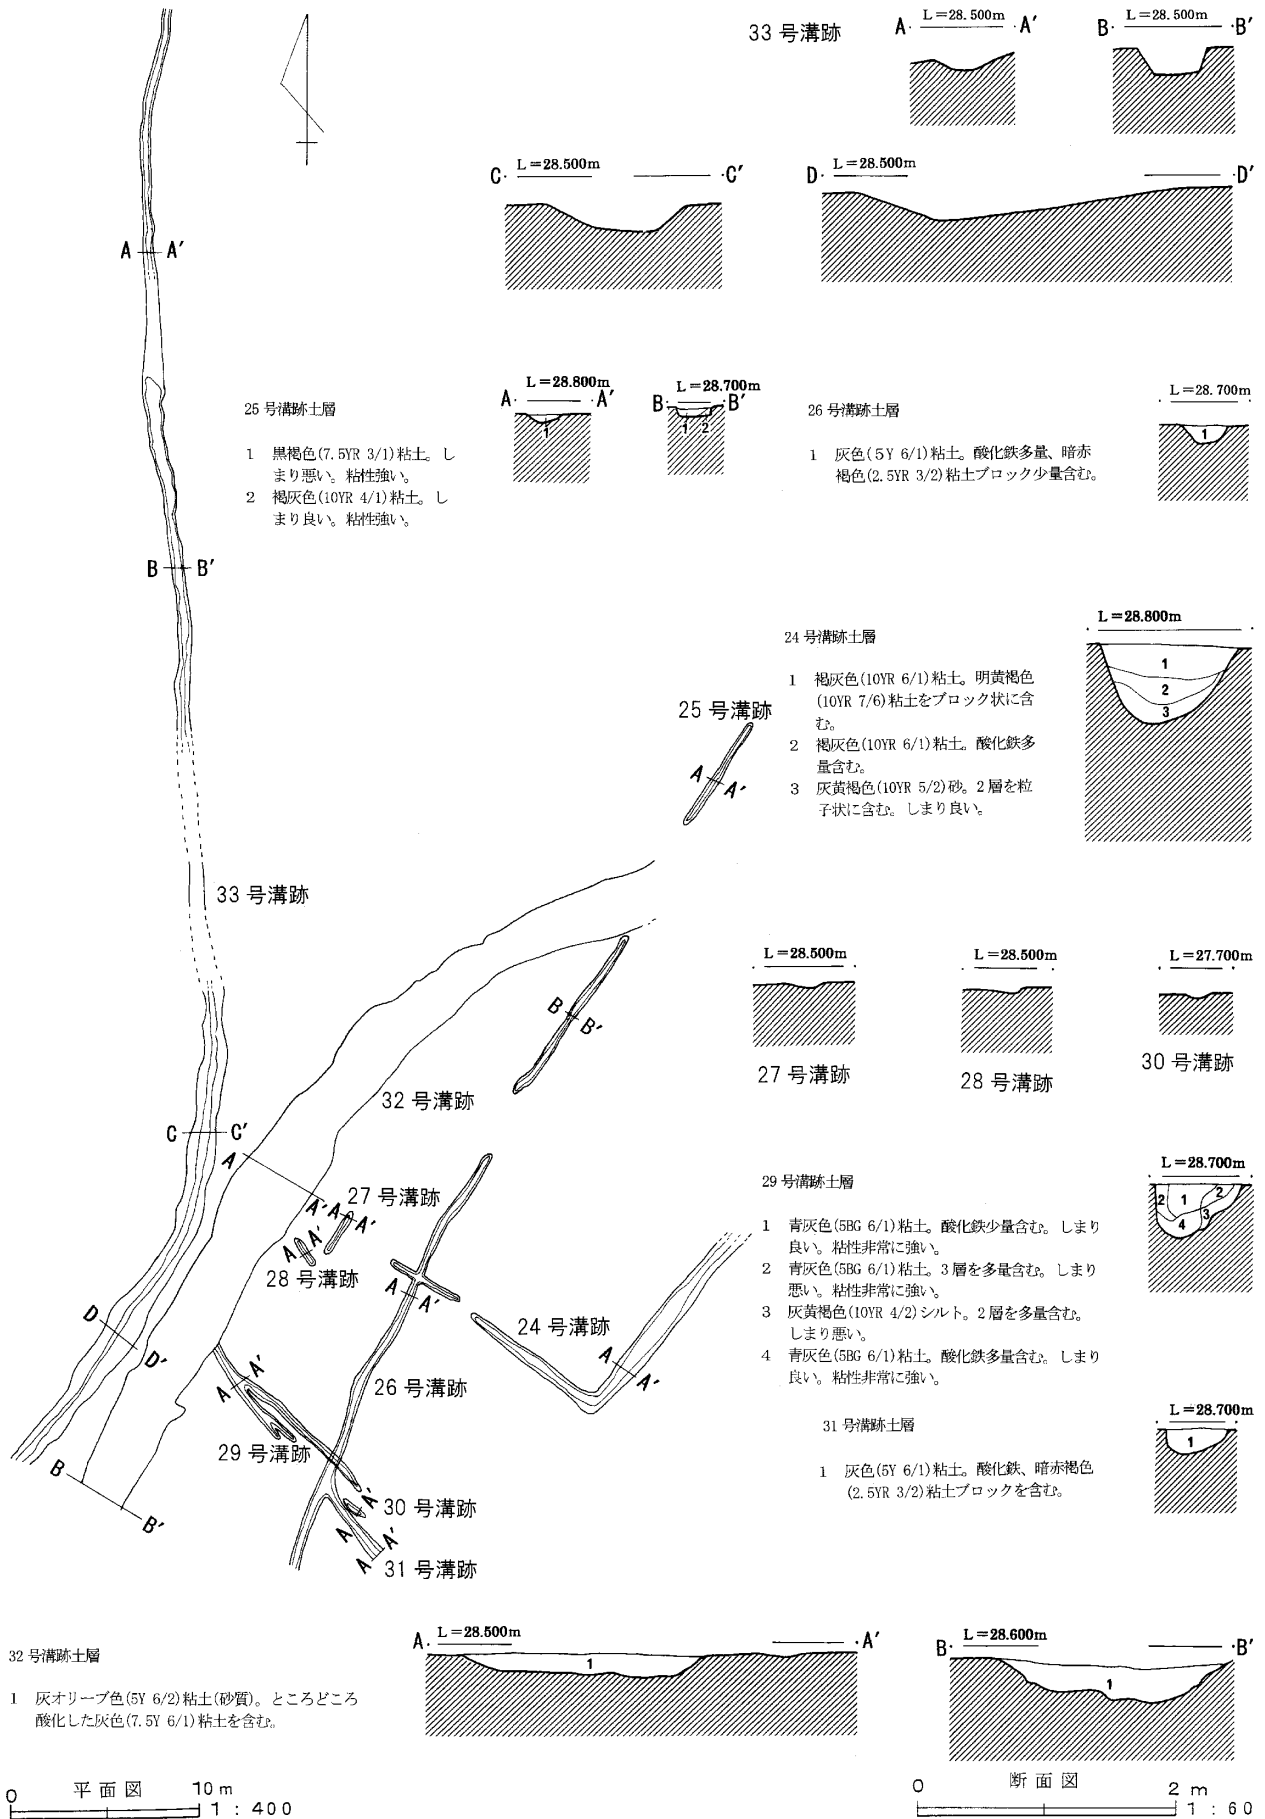 33 号溝跡
A・ L＝28.500m ・A′
B・ L＝28.500m ・B′
C・ L＝28.500m ・C′
D・ L＝28.500m ・D′
A A′
25 号溝跡土層
1 黒褐色(7.5YR 3/1)粘土。し
まり悪い。粘性強い。
2 褐灰色(10YR 4/1)粘土。し
まり良い。粘性強い。
A・ L＝28.800m ・A′
1
B・ L＝28.700m ・B′
1 2
26 号溝跡土層
1 灰色(5Y 6/1)粘土。酸化鉄多量、暗赤
褐色(2.5YR 3/2)粘土ブロック少量含む。
L＝28.700m
1
B B′
24 号溝跡土層
1 褐灰色(10YR 6/1)粘土。明黄褐色
(10YR 7/6)粘土をブロック状に含
む。
2 褐灰色(10YR 6/1)粘土。酸化鉄多
量含む。
3 灰黄褐色(10YR 5/2)砂。2層を粒
子状に含む。しまり良い。
L＝28.800m
1
2
3
25 号溝跡
A A′
33 号溝跡
B B′
32 号溝跡
L＝28.500m
27 号溝跡
L＝28.500m
28 号溝跡
L＝27.700m
30 号溝跡
C C′
A A′
27 号溝跡
A A′
28 号溝跡
A A′
A A′
24 号溝跡
A A′
D D′
26 号溝跡
A A′
29 号溝跡
B B′
30 号溝跡
A A′
31 号溝跡
A A′
29 号溝跡土層
1 青灰色(5BG 6/1)粘土。酸化鉄少量含む。しまり
良い。粘性非常に強い。
2 青灰色(5BG 6/1)粘土。3層を多量含む。しまり
悪い。粘性非常に強い。
3 灰黄褐色(10YR 4/2)シルト。2層を多量含む。
しまり悪い。
4 青灰色(5BG 6/1)粘土。酸化鉄多量含む。しまり
良い。粘性非常に強い。
L＝28.700m
2 1 2
4 3
31 号溝跡土層
1 灰色(5Y 6/1)粘土。酸化鉄、暗赤褐色
(2.5YR 3/2)粘土ブロックを含む。
L＝28.700m
1
32 号溝跡土層
1 灰オリーブ色(5Y 6/2)粘土(砂質)。ところどころ
酸化した灰色(7.5Y 6/1)粘土を含む。
A・ L＝28.500m ・A′
1
B・ L＝28.600m ・B′
1
0 平面図 10m
1：400
0 断面図 2m
1：60